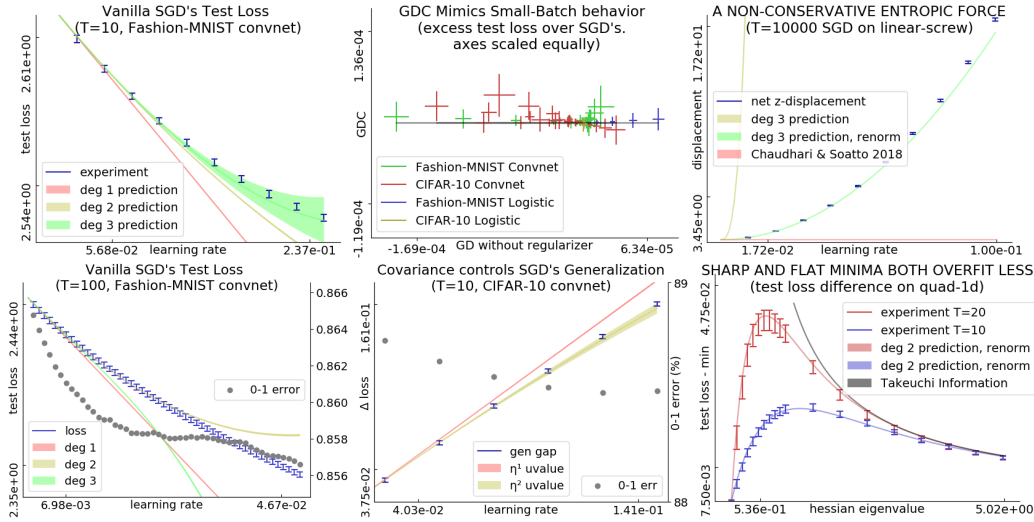 Vanilla SGD's Test Loss
(T=10, Fashion-MNIST convnet)
2.61e+00
test loss
2.54e+00
experiment
deg 1 prediction
deg 2 prediction
deg 3 prediction
5.68e-02
learning rate
2.37e-01
GDC Mimics Small-Batch behavior
(excess test loss over SGD's.
axes scaled equally)
1.36e-04
GDC
-1.19e-04
Fashion-MNIST Convnet
CIFAR-10 Convnet
Fashion-MNIST Logistic
CIFAR-10 Logistic
-1.69e-04
GD without regularizer
6.34e-05
A NON-CONSERVATIVE ENTROPIC FORCE
(T=10000 SGD on linear-screw)
1.72e+01
displacement
3.45e+00
net z-displacement
deg 3 prediction
deg 3 prediction, renorm
Chaudhari & Soatto 2018
1.72e-02
learning rate
1.00e-01
Vanilla SGD's Test Loss
(T=100, Fashion-MNIST convnet)
2.44e+00
test loss
2.35e+00
0.866
0.864
0.862
0.860
0.858
0.856
0-1 error
loss
deg 1
deg 2
deg 3
6.98e-03
learning rate
4.67e-02
Covariance controls SGD's Generalization
(T=10, CIFAR-10 convnet)
1.61e-01
Δ loss
3.75e-02
89
0-1 error (%)
88
gen gap
η¹ uvalue
η² uvalue
0-1 err
4.03e-02
learning rate
1.41e-01
SHARP AND FLAT MINIMA BOTH OVERFIT LESS
(test loss difference on quad-1d)
4.75e-02
test loss - min
7.50e-03
experiment T=20
experiment T=10
deg 2 prediction, renorm
deg 2 prediction, renorm
Takeuchi Information
5.36e-01
hessian eigenvalue
5.02e+00